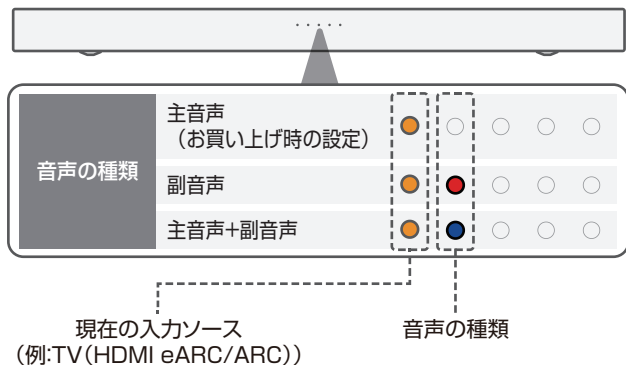 音声の種類
主音声
（お買い上げ時の設定）
副音声
主音声+副音声
現在の入力ソース
（例:TV（HDMI eARC/ARC））
音声の種類